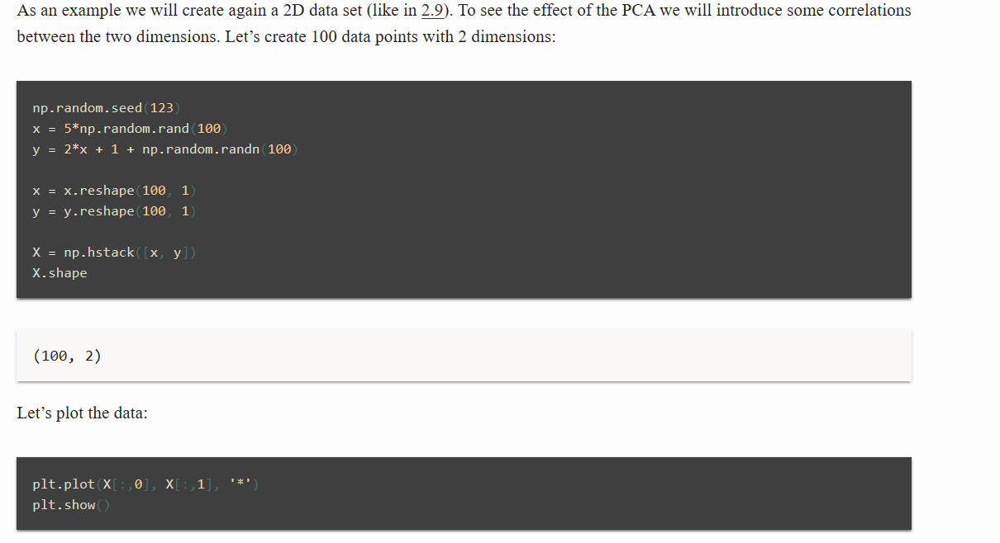 As an example we will create again a 2D data set (like in 2.9). To see the effect of the PCA we will introduce some correlations
between the two dimensions. Let’s create 100 data points with 2 dimensions:
np.random.seed(123)
x = 5*np.random.rand(100)
y = 2*x + 1 + np.random.randn(100)
x = x.reshape(100, 1)
y = y.reshape(100, 1)
X = np.hstack([x, y])
X.shape
(100, 2)
Let’s plot the data:
plt.plot(X[:,0], X[:,1], '*')
plt.show()